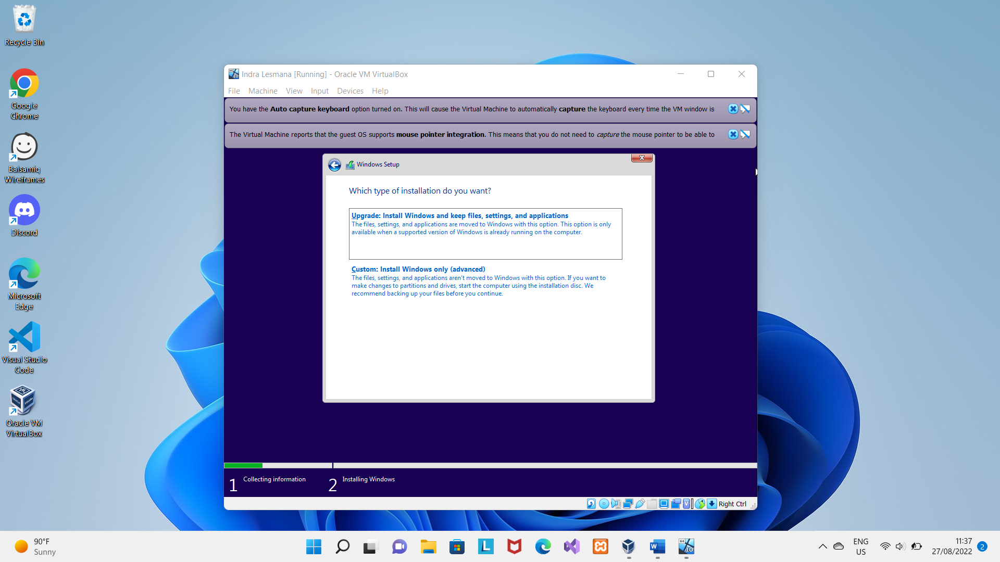 Recycle Bin
Google
Chrome
Balsamiq
Wireframes
Discord
Microsoft
Edge
Visual Studio
Code
Oracle VM
VirtualBox
Indra Lesmana [Running] - Oracle VM VirtualBox
File Machine View Input Devices Help
You have the Auto capture keyboard option turned on. This will cause the Virtual Machine to automatically capture the keyboard every time the VM window is
The Virtual Machine reports that the guest OS supports mouse pointer integration. This means that you do not need to capture the mouse pointer to be able to
Windows Setup
Which type of installation do you want?
Upgrade: Install Windows and keep files, settings, and applications
The files, settings, and applications are moved to Windows with this option. This option is only
available when a supported version of Windows is already running on the computer.
Custom: Install Windows only (advanced)
The files, settings, and applications aren't moved to Windows with this option. If you want to
make changes to partitions and drives, start the computer using the installation disc. We
recommend backing up your files before you continue.
1 Collecting information
2 Installing Windows
Right Ctrl
90°F
Sunny
ENG
US
11:37
27/08/2022
2